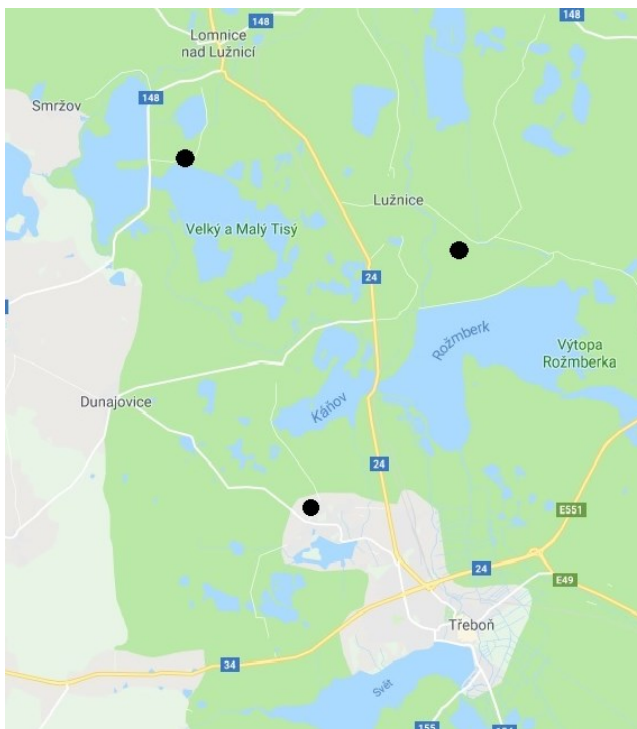 148
148
Lomnice
nad Lužnicí
148
Smržov
Lužnice
Velký a Malý Tisý
24
Rožmberk
Výtopa
Rožmberka
Káňov
Dunajovice
24
E551
24
E49
Třeboň
34
Svět
155